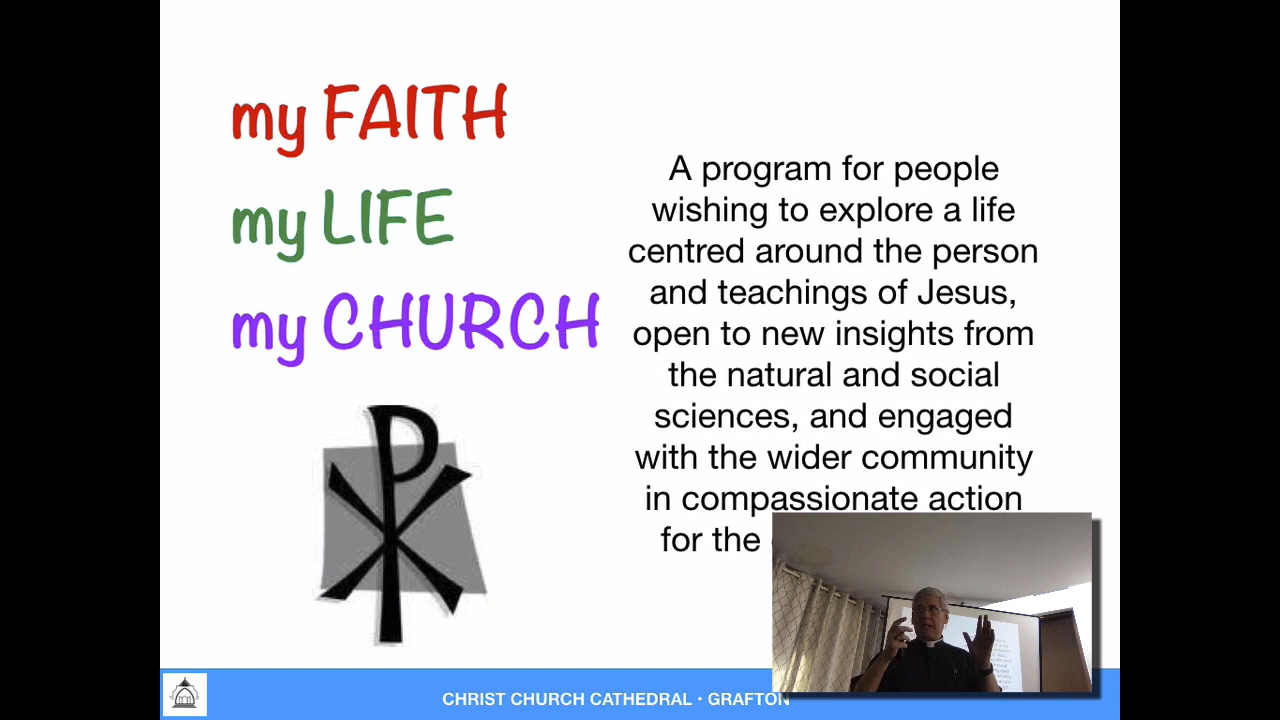 my FAITH
my LIFE
my CHURCH
A program for people
wishing to explore a life
centred around the person
and teachings of Jesus,
open to new insights from
the natural and social
sciences, and engaged
with the wider community
in compassionate action
for the
CHRIST CHURCH CATHEDRAL • GRAFTON